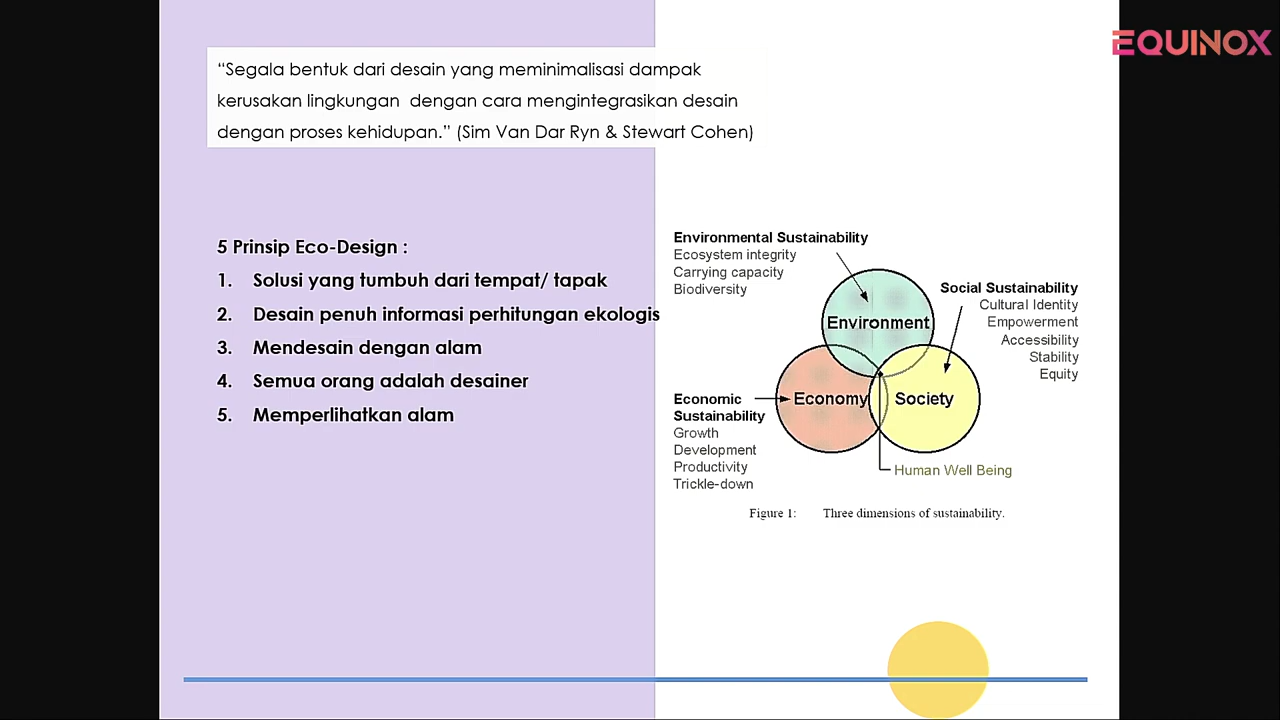 EQUINOX
“Segala bentuk dari desain yang meminimalisasi dampak
kerusakan lingkungan dengan cara mengintegrasikan desain
dengan proses kehidupan.” (Sim Van Dar Ryn & Stewart Cohen)
5 Prinsip Eco-Design :
1. Solusi yang tumbuh dari tempat/ tapak
2. Desain penuh informasi perhitungan ekologis
3. Mendesain dengan alam
4. Semua orang adalah desainer
5. Memperlihatkan alam
Environmental Sustainability
Ecosystem integrity
Carrying capacity
Biodiversity
Social Sustainability
Cultural Identity
Empowerment
Accessibility
Stability
Equity
Environment
Economy
Society
Economic
Sustainability
Growth
Development
Productivity
Trickle-down
Human Well Being
Figure 1: Three dimensions of sustainability.